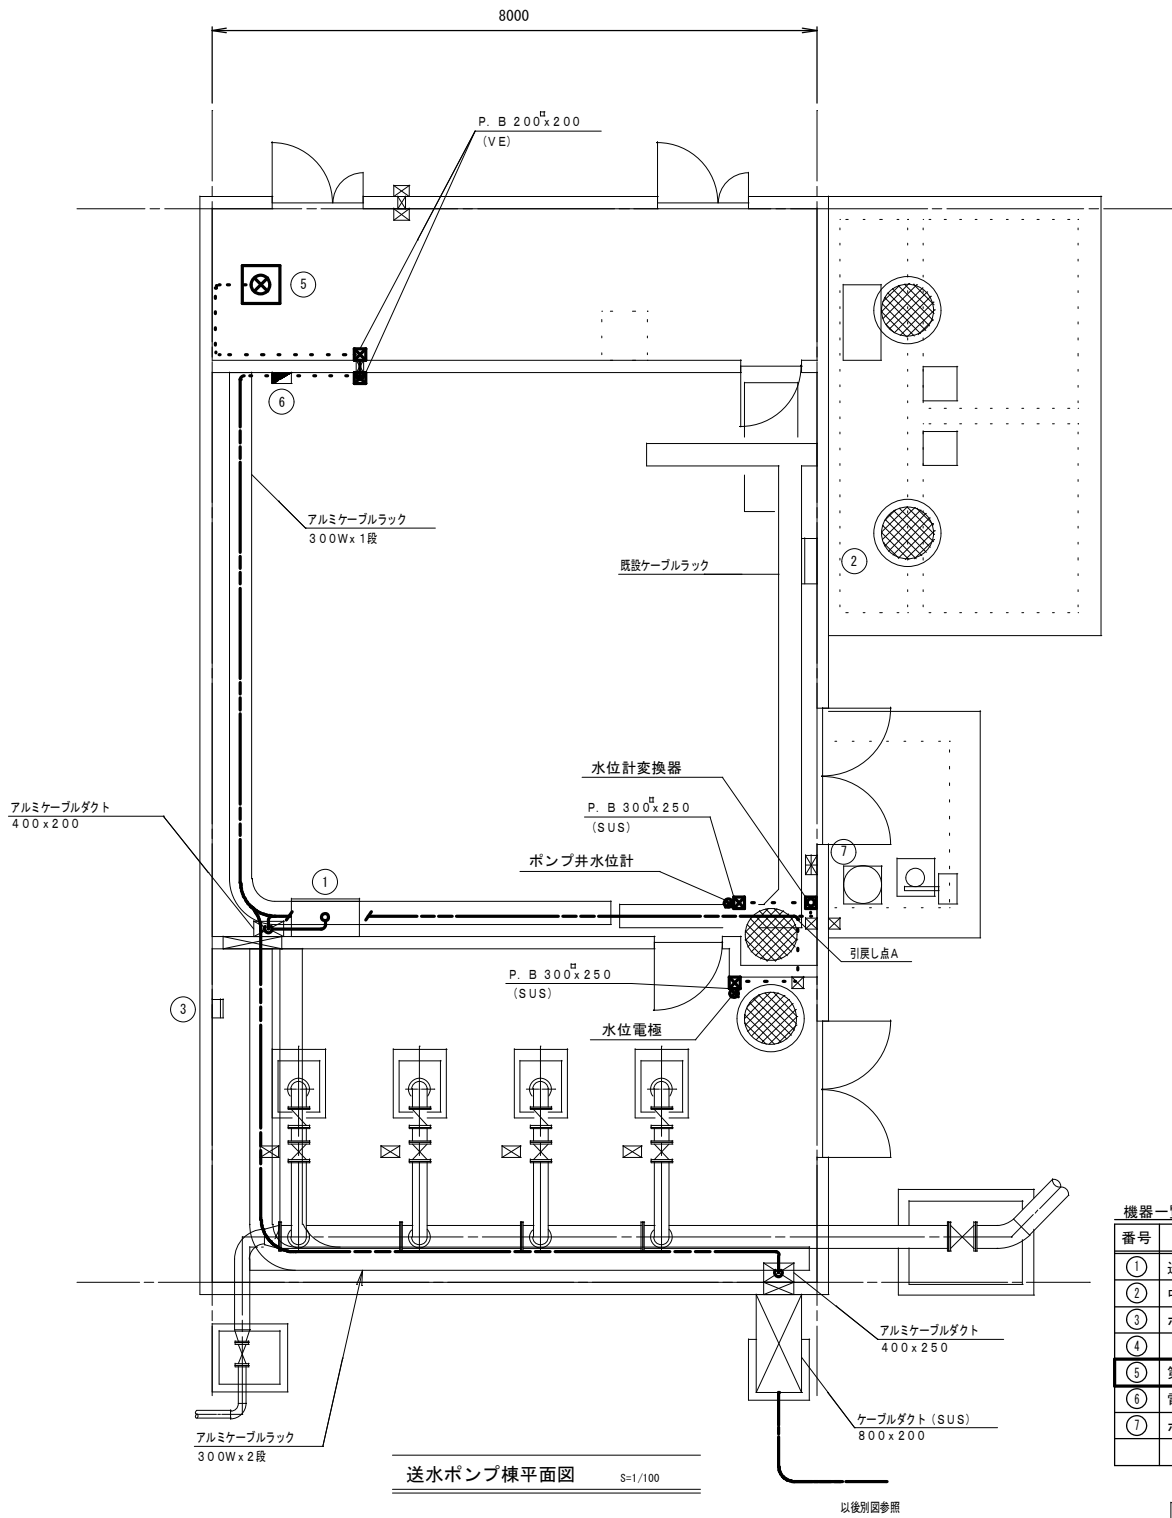 8000
P.B 200□x200
(VE)
⑤
⑥
アルミケーブルラック
300Wx1段
既設ケーブルラック
②
水位計変換器
アルミケーブルダクト
400x200
P.B 300□x250
(SUS)
⑦
ポンプ井水位計
①
引戻し点A
P.B 300□x250
(SUS)
③
水位電極
機器一
番号
①
②
③
④
⑤
⑥
⑦
アルミケーブルダクト
400x250
ケーブルダクト(SUS)
800x200
アルミケーブルラック
300Wx2段
送水ポンプ棟平面図 S=1/100
以後別図参照